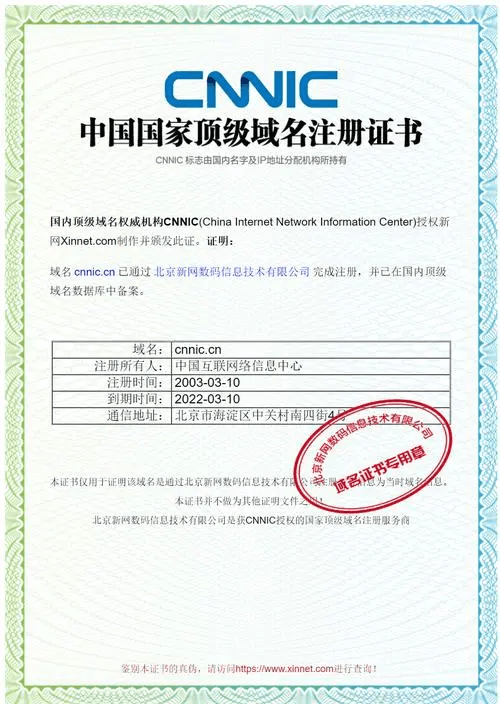 CNNIC
中国国家顶级域名注册证书
CNNIC 标志由国内名字及IP地址分配机构所持有
国内顶级域名权威机构CNNIC(China Internet Network Information Center)授权新
网Xinnet.com制作并颁发此证。证明：
域名 cnnic.cn 已通过 北京新网数码信息技术有限公司 完成注册，并已在国内顶级
域名数据库中备案。
域名： cnnic.cn
注册所有人： 中国互联网络信息中心
注册时间： 2003-03-10
到期时间： 2022-03-10
通信地址： 北京市海淀区中关村南四街4号
北京新网数码信息技术有限公司
域名证书专用章
本证书仅用于证明该域名是通过北京新网数码信息技术有限公司注册 信息为当时域名信息。
本证书并不做为其他证明文件之用！
北京新网数码信息技术有限公司是获CNNIC授权的国家顶级域名注册服务商
鉴别本证书的真伪，请访问https://www.xinnet.com进行查询！